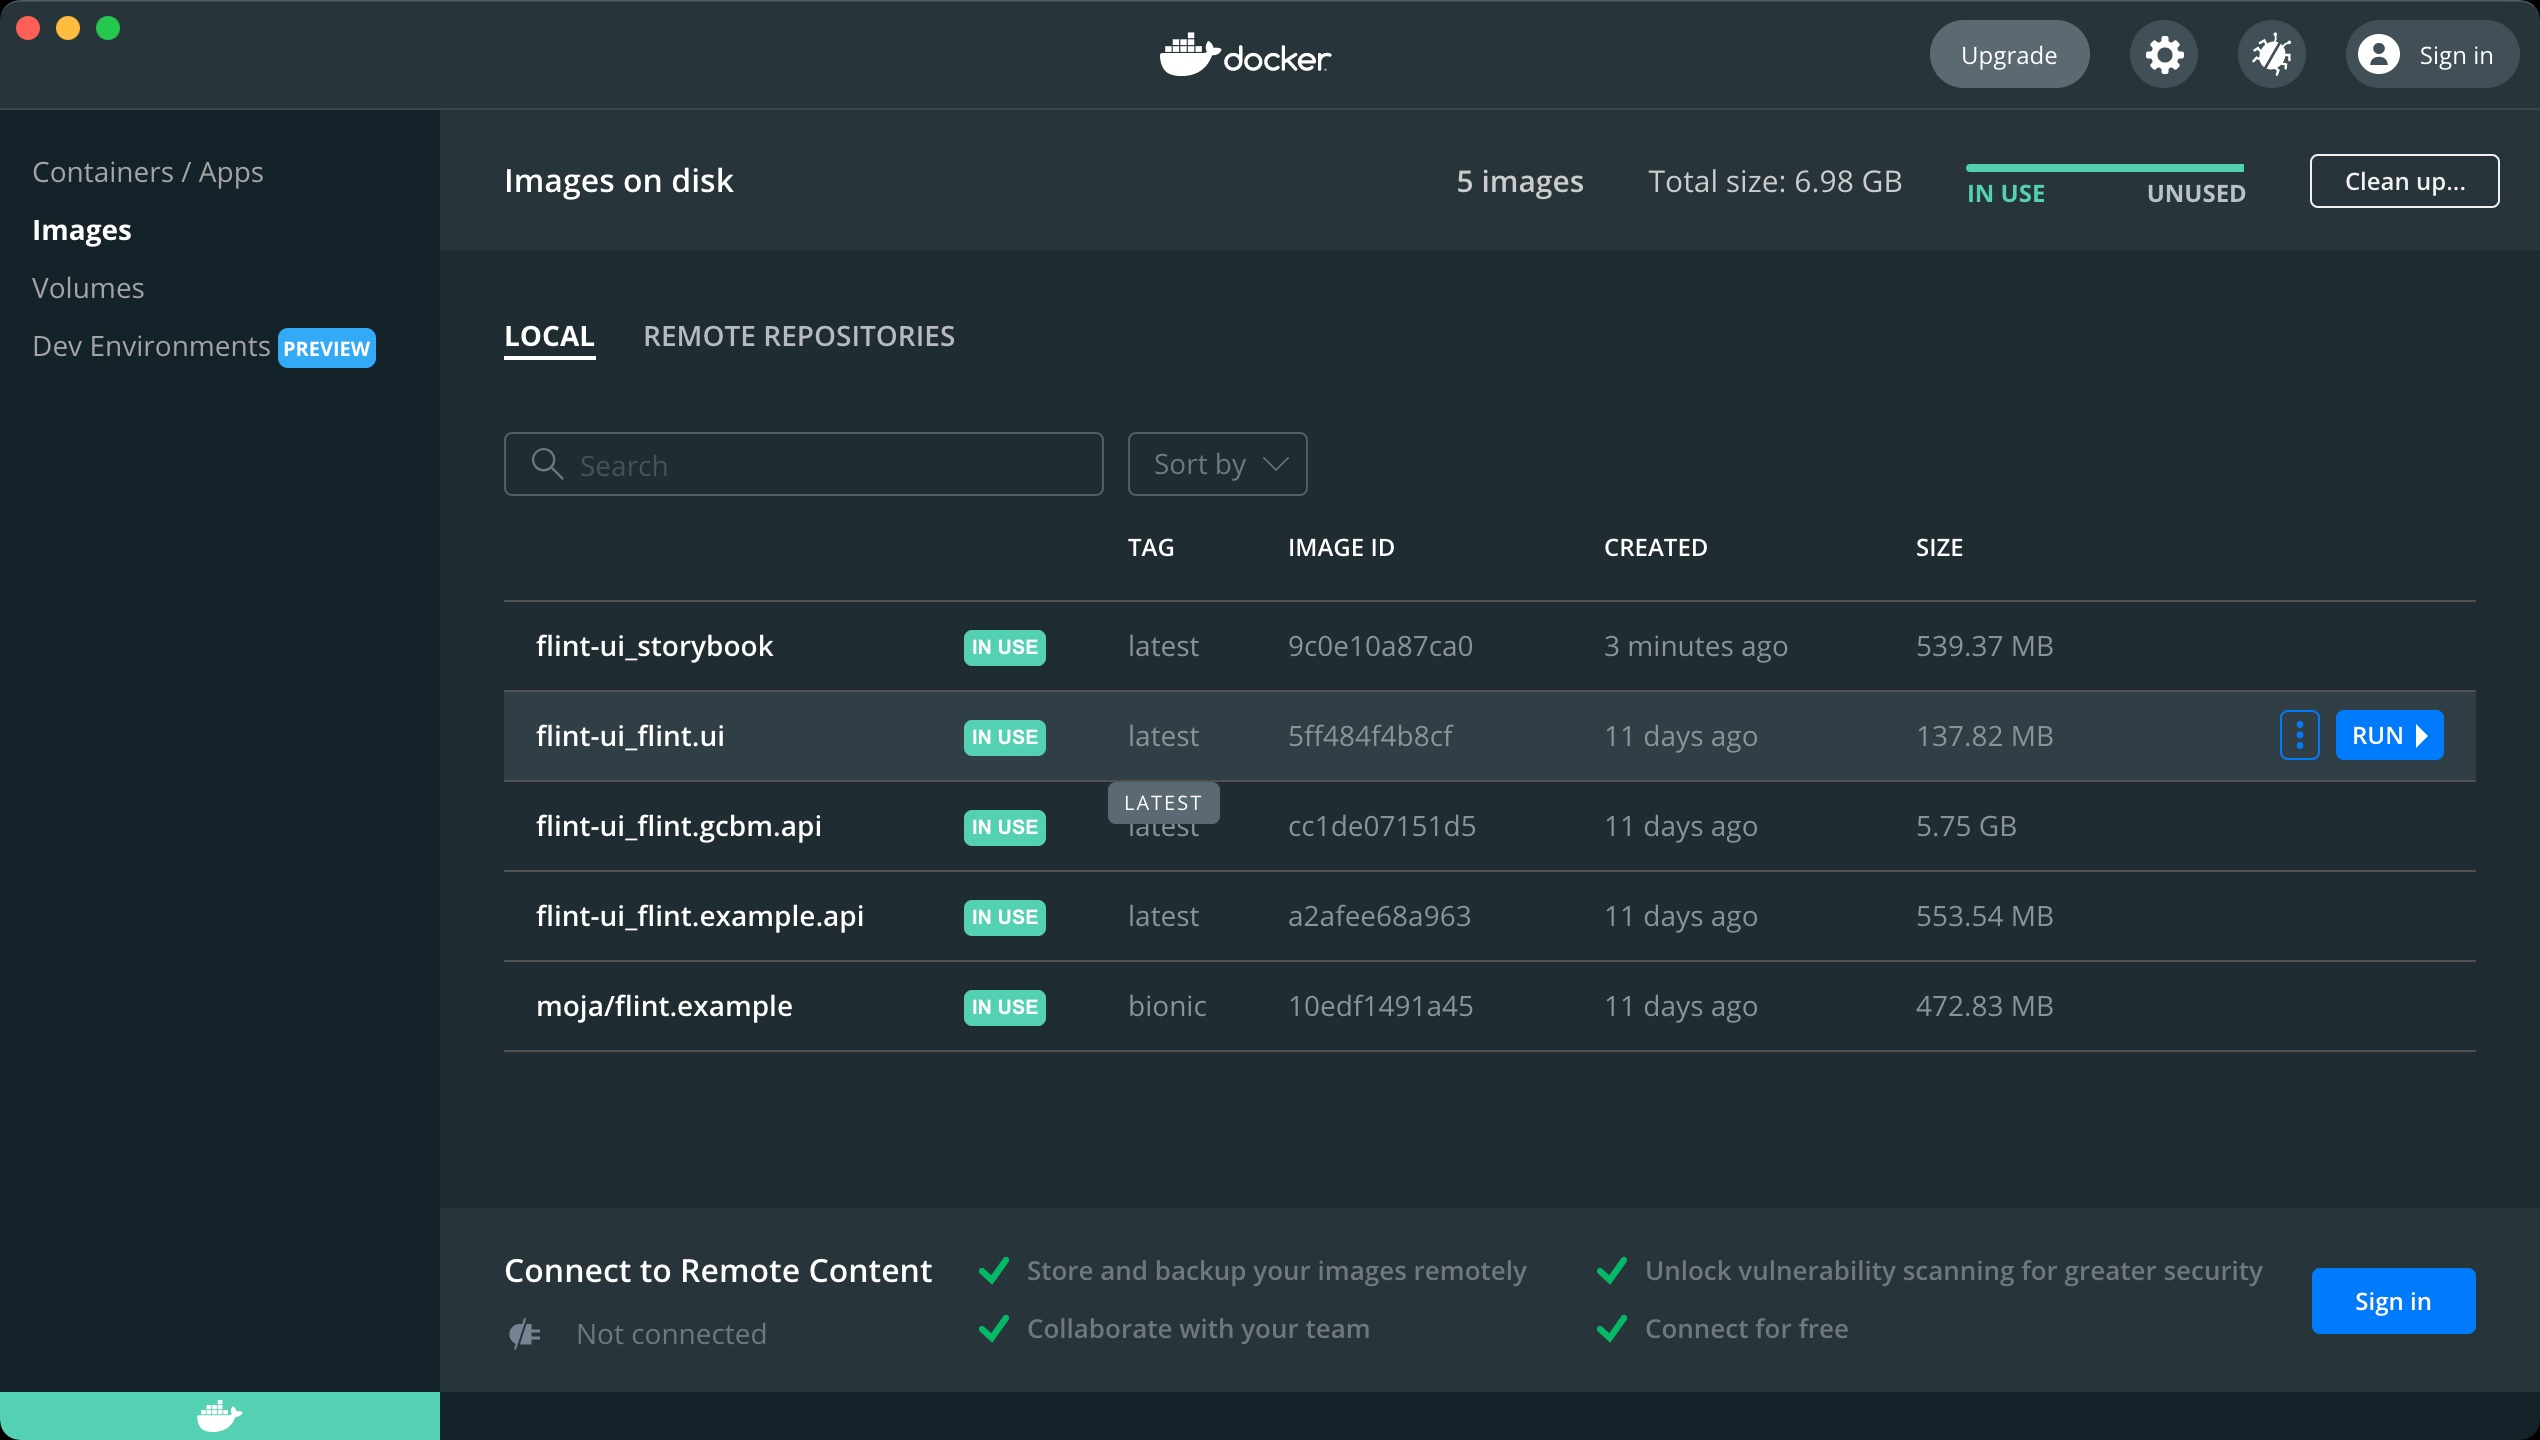 docker
Upgrade
Sign in
Containers / Apps
Images
Volumes
Dev Environments PREVIEW
Images on disk
5 images
Total size: 6.98 GB
IN USE
UNUSED
Clean up...
LOCAL
REMOTE REPOSITORIES
Search
Sort by
TAG IMAGE ID CREATED SIZE
flint-ui_storybook IN USE latest 9c0e10a87ca0 3 minutes ago 539.37 MB
flint-ui_flint.ui IN USE latest 5ff484f4b8cf 11 days ago 137.82 MB RUN
LATEST
flint-ui_flint.gcbm.api IN USE latest cc1de07151d5 11 days ago 5.75 GB
flint-ui_flint.example.api IN USE latest a2afee68a963 11 days ago 553.54 MB
moja/flint.example IN USE bionic 10edf1491a45 11 days ago 472.83 MB
Connect to Remote Content
Not connected
Store and backup your images remotely
Collaborate with your team
Unlock vulnerability scanning for greater security
Connect for free
Sign in